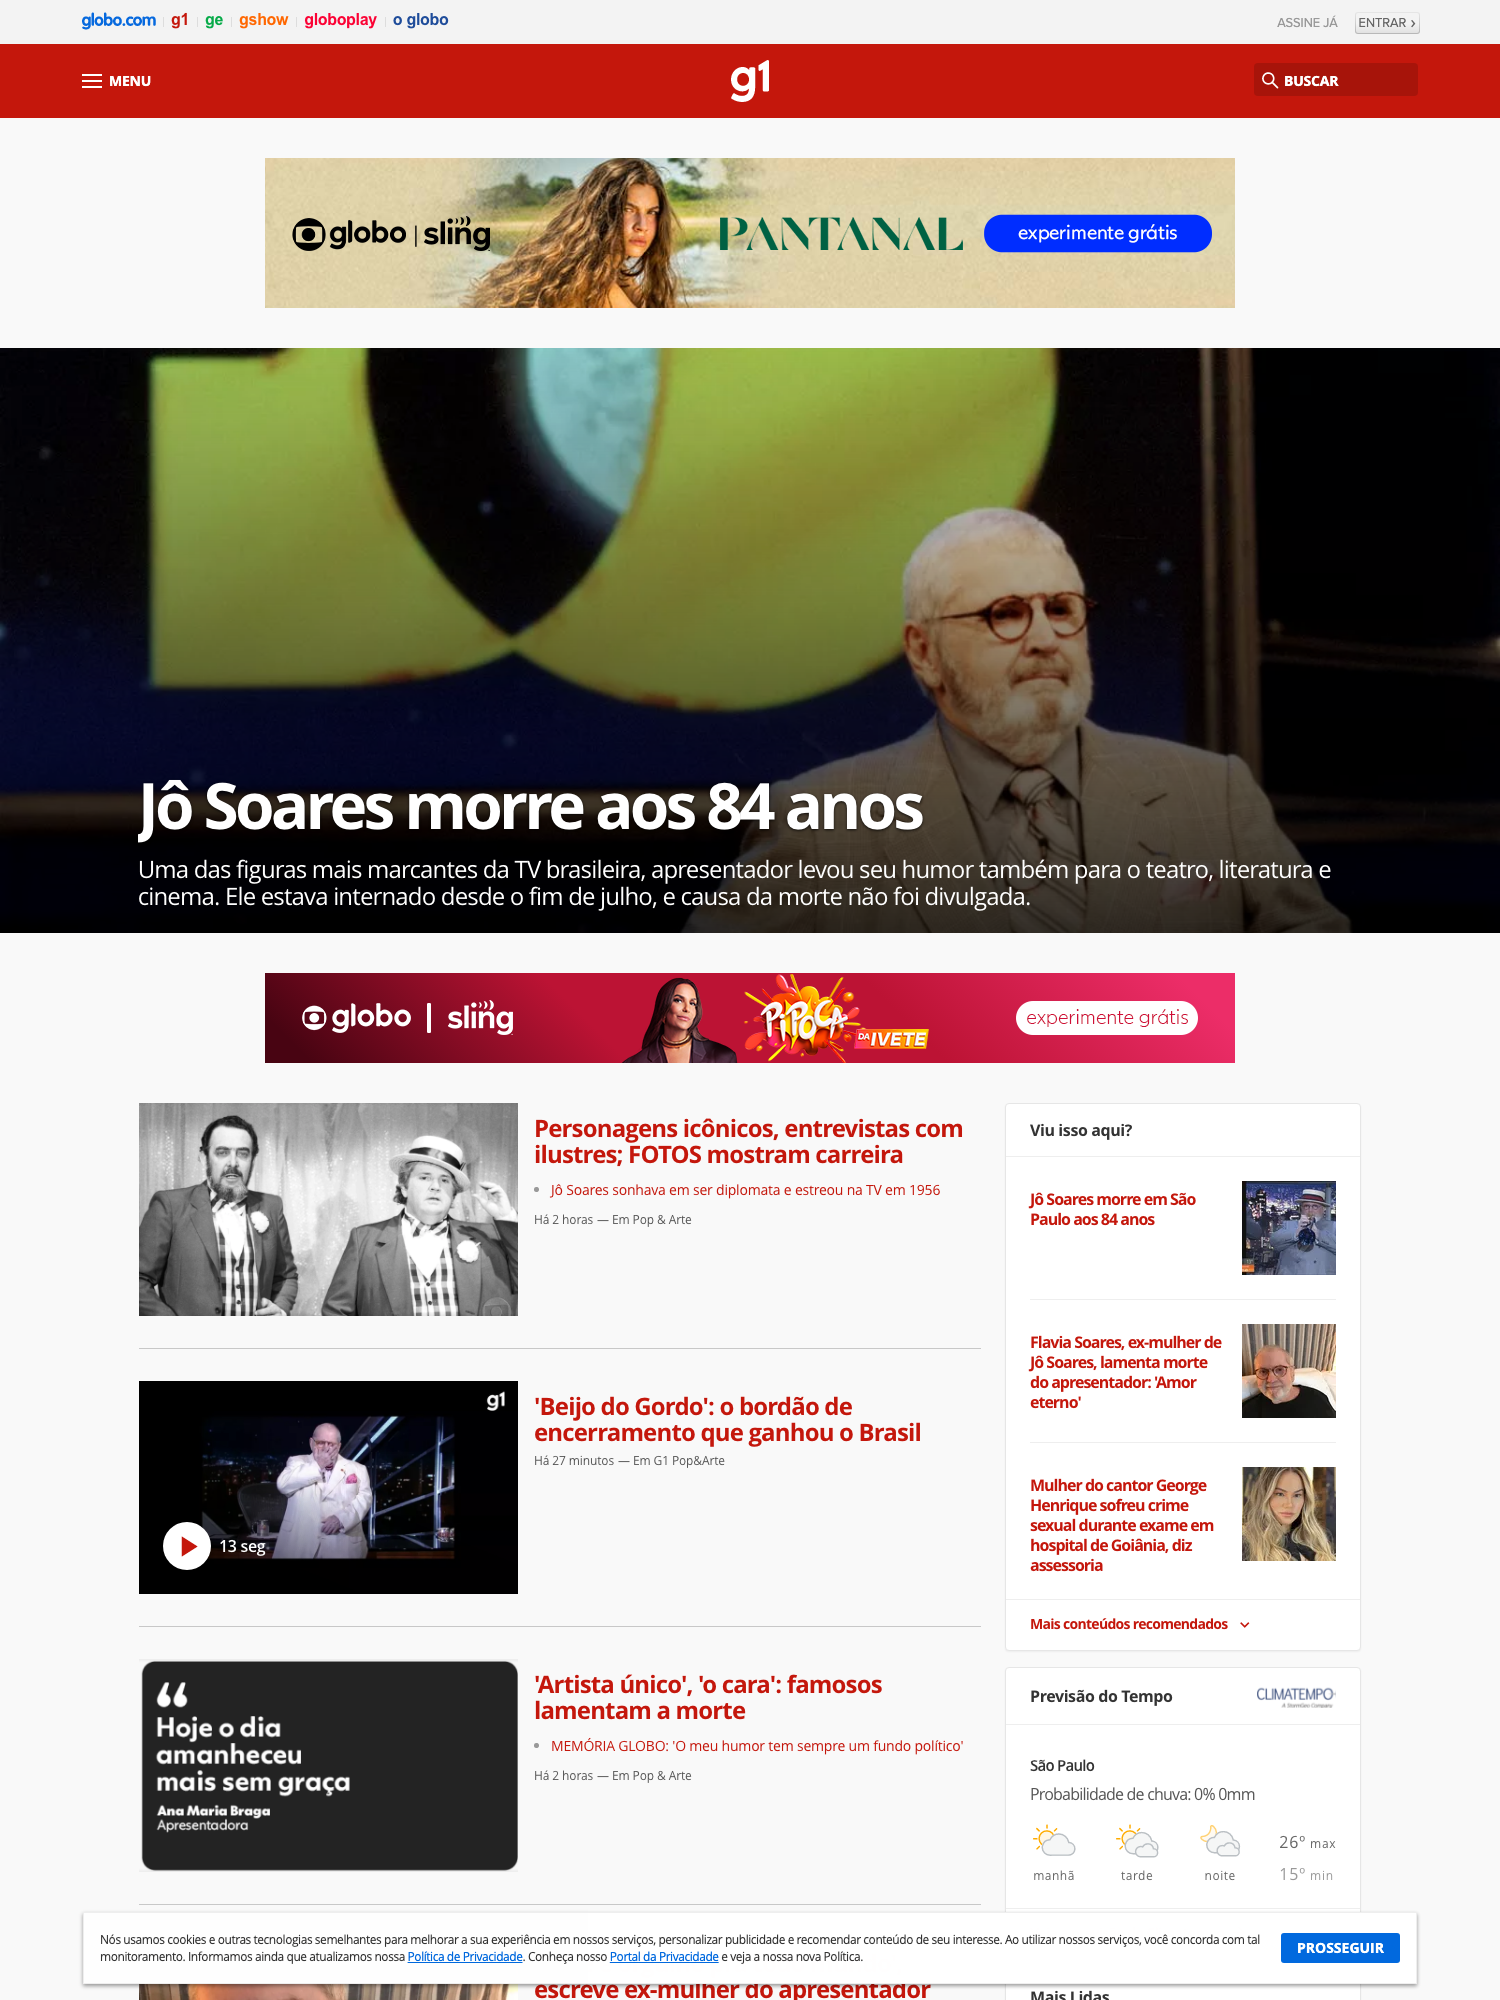 globo.com g1 ge gshow globoplay o globo
ASSINE JÁ ENTRAR ›
MENU
g1
BUSCAR
globo | sling
PANTANAL
experimente grátis
Jô Soares morre aos 84 anos
Uma das figuras mais marcantes da TV brasileira, apresentador levou seu humor também para o teatro, literatura e
cinema. Ele estava internado desde o fim de julho, e causa da morte não foi divulgada.
globo | sling
PIPOCA
DA IVETE
experimente grátis
Personagens icônicos, entrevistas com
ilustres; FOTOS mostram carreira
Jô Soares sonhava em ser diplomata e estreou na TV em 1956
Há 2 horas — Em Pop & Arte
g1
13 seg
'Beijo do Gordo': o bordão de
encerramento que ganhou o Brasil
Há 27 minutos — Em G1 Pop&Arte
“
Hoje o dia
amanheceu
mais sem graça
Ana Maria Braga
Apresentadora
'Artista único', 'o cara': famosos
lamentam a morte
MEMÓRIA GLOBO: 'O meu humor tem sempre um fundo político'
Há 2 horas — Em Pop & Arte
Viu isso aqui?
Jô Soares morre em São
Paulo aos 84 anos
Flavia Soares, ex-mulher de
Jô Soares, lamenta morte
do apresentador: 'Amor
eterno'
Mulher do cantor George
Henrique sofreu crime
sexual durante exame em
hospital de Goiânia, diz
assessoria
Mais conteúdos recomendados
Previsão do Tempo
CLIMATEMPO
São Paulo
Probabilidade de chuva: 0% 0mm
manhã tarde noite
26º max
15º min
Nós usamos cookies e outras tecnologias semelhantes para melhorar a sua experiência em nossos serviços, personalizar publicidade e recomendar conteúdo de seu interesse. Ao utilizar nossos serviços, você concorda com tal
monitoramento. Informamos ainda que atualizamos nossa Política de Privacidade. Conheça nosso Portal da Privacidade e veja a nossa nova Política.
PROSSEGUIR
escreve ex-mulher do apresentador
Mais Lidas